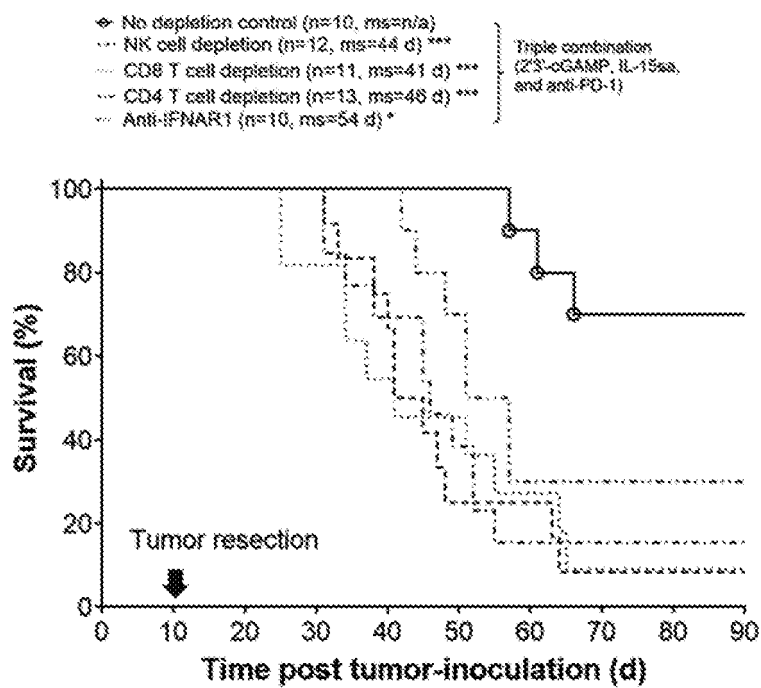 No depletion control (n=10, ms=n/a)
NK cell depletion (n=12, ms=44 d) ***
CD8 T cell depletion (n=11, ms=41 d) ***
CD4 T cell depletion (n=13, ms=46 d) ***
Anti-IFNAR1 (n=10, ms=54 d) *
Triple combination
(2'3'-cGAMP, IL-15sa,
and anti-PD-1)
100
80
60
40
20
0
Survival (%)
Tumor resection
0 10 20 30 40 50 60 70 80 90
Time post tumor-inoculation (d)